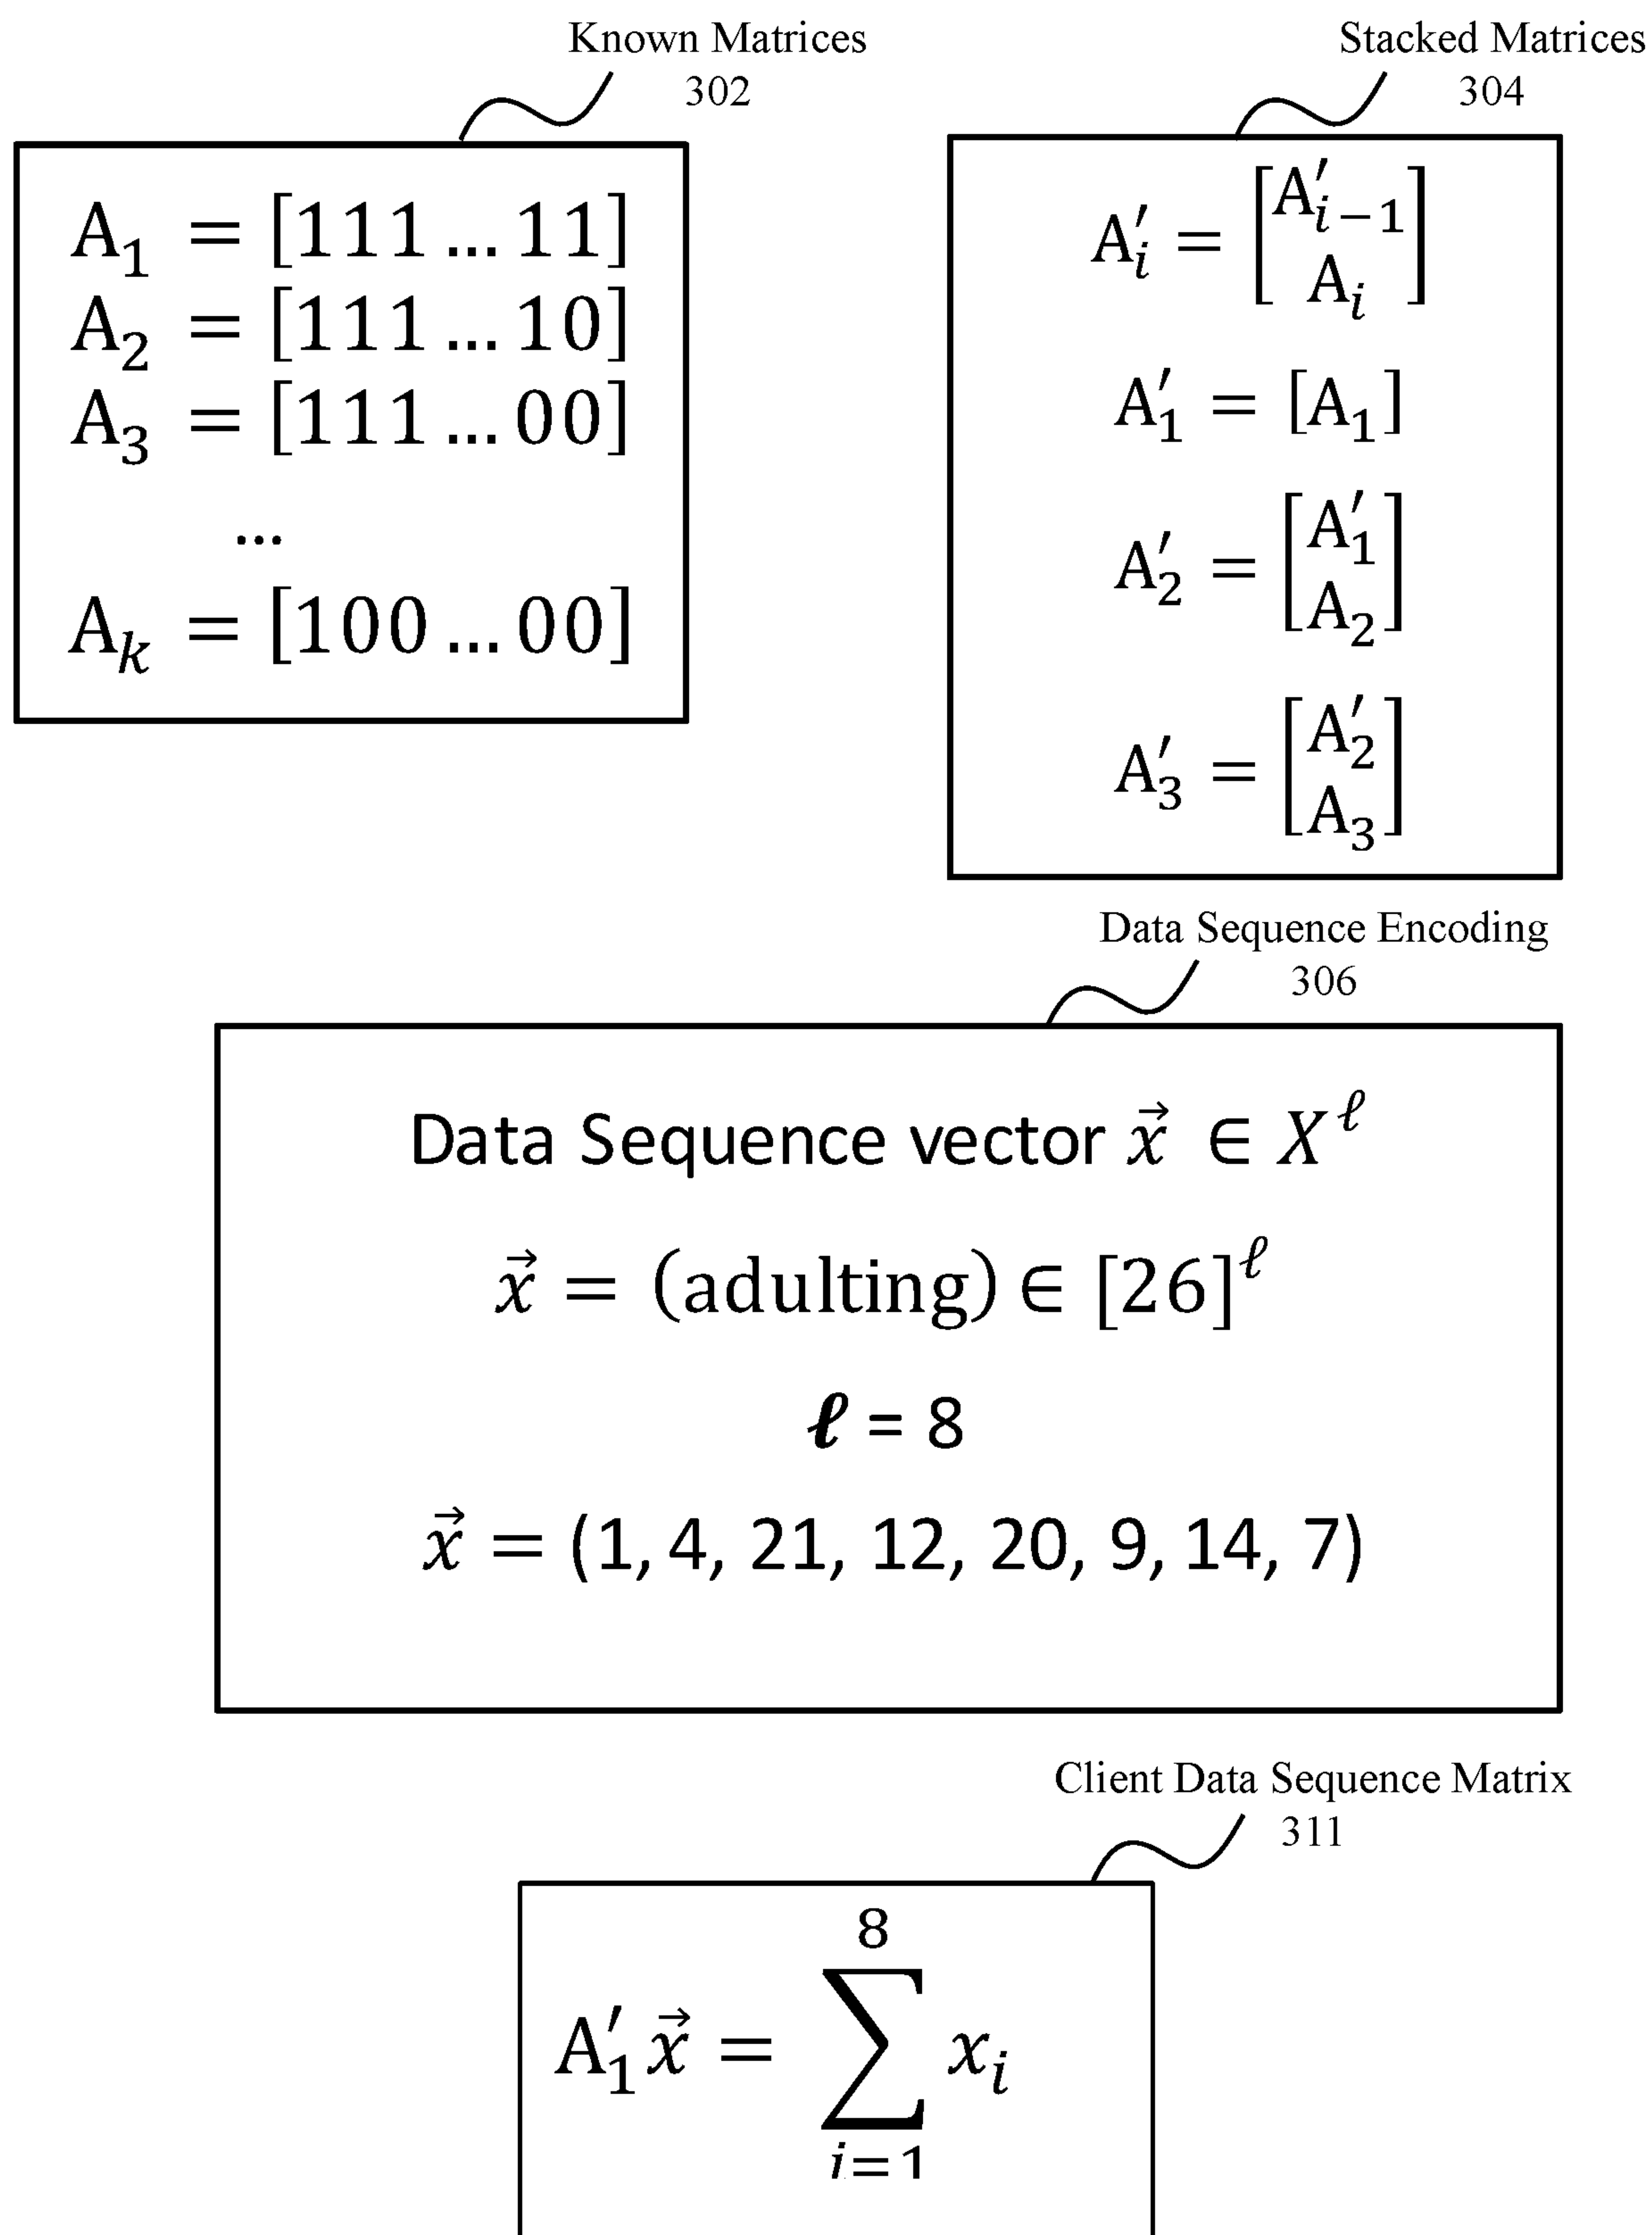 Known Matrices
302
A₁ = [111 ... 11]
A₂ = [111 ... 10]
A₃ = [111 ... 00]
...
Aₖ = [100 ... 00]
Stacked Matrices
304
A′ᵢ = [A′ᵢ₋₁
Aᵢ]
A′₁ = [A₁]
A′₂ = [A′₁
A₂]
A′₃ = [A′₂
A₃]
Data Sequence Encoding
306
Data Sequence vector x⃗ ∈ X^ℓ
x⃗ = (adulting) ∈ [26]^ℓ
ℓ = 8
x⃗ = (1, 4, 21, 12, 20, 9, 14, 7)
Client Data Sequence Matrix
311
8
A′₁x⃗ = ∑ xᵢ
i=1